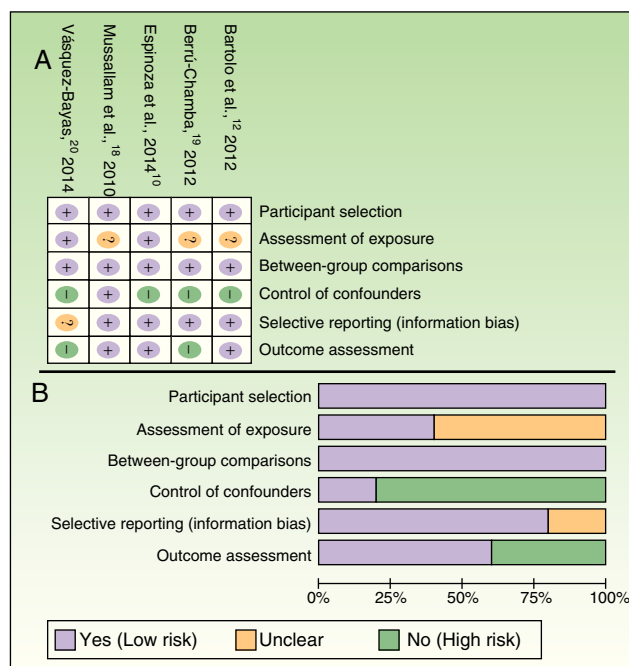 A
Vásquez-Bayas,20 2014
Mussallam et al.,18 2010
Espinoza et al., 201410
Berrú-Chamba,19 2012
Bartolo et al.,12 2012
+ + + + + Participant selection
+ ? + ? ? Assessment of exposure
+ + + + + Between-group comparisons
– + – – – Control of confounders
? + + + + Selective reporting (information bias)
– + + – + Outcome assessment
B
Participant selection
Assessment of exposure
Between-group comparisons
Control of confounders
Selective reporting (information bias)
Outcome assessment
0% 25% 50% 75% 100%
Yes (Low risk) Unclear No (High risk)